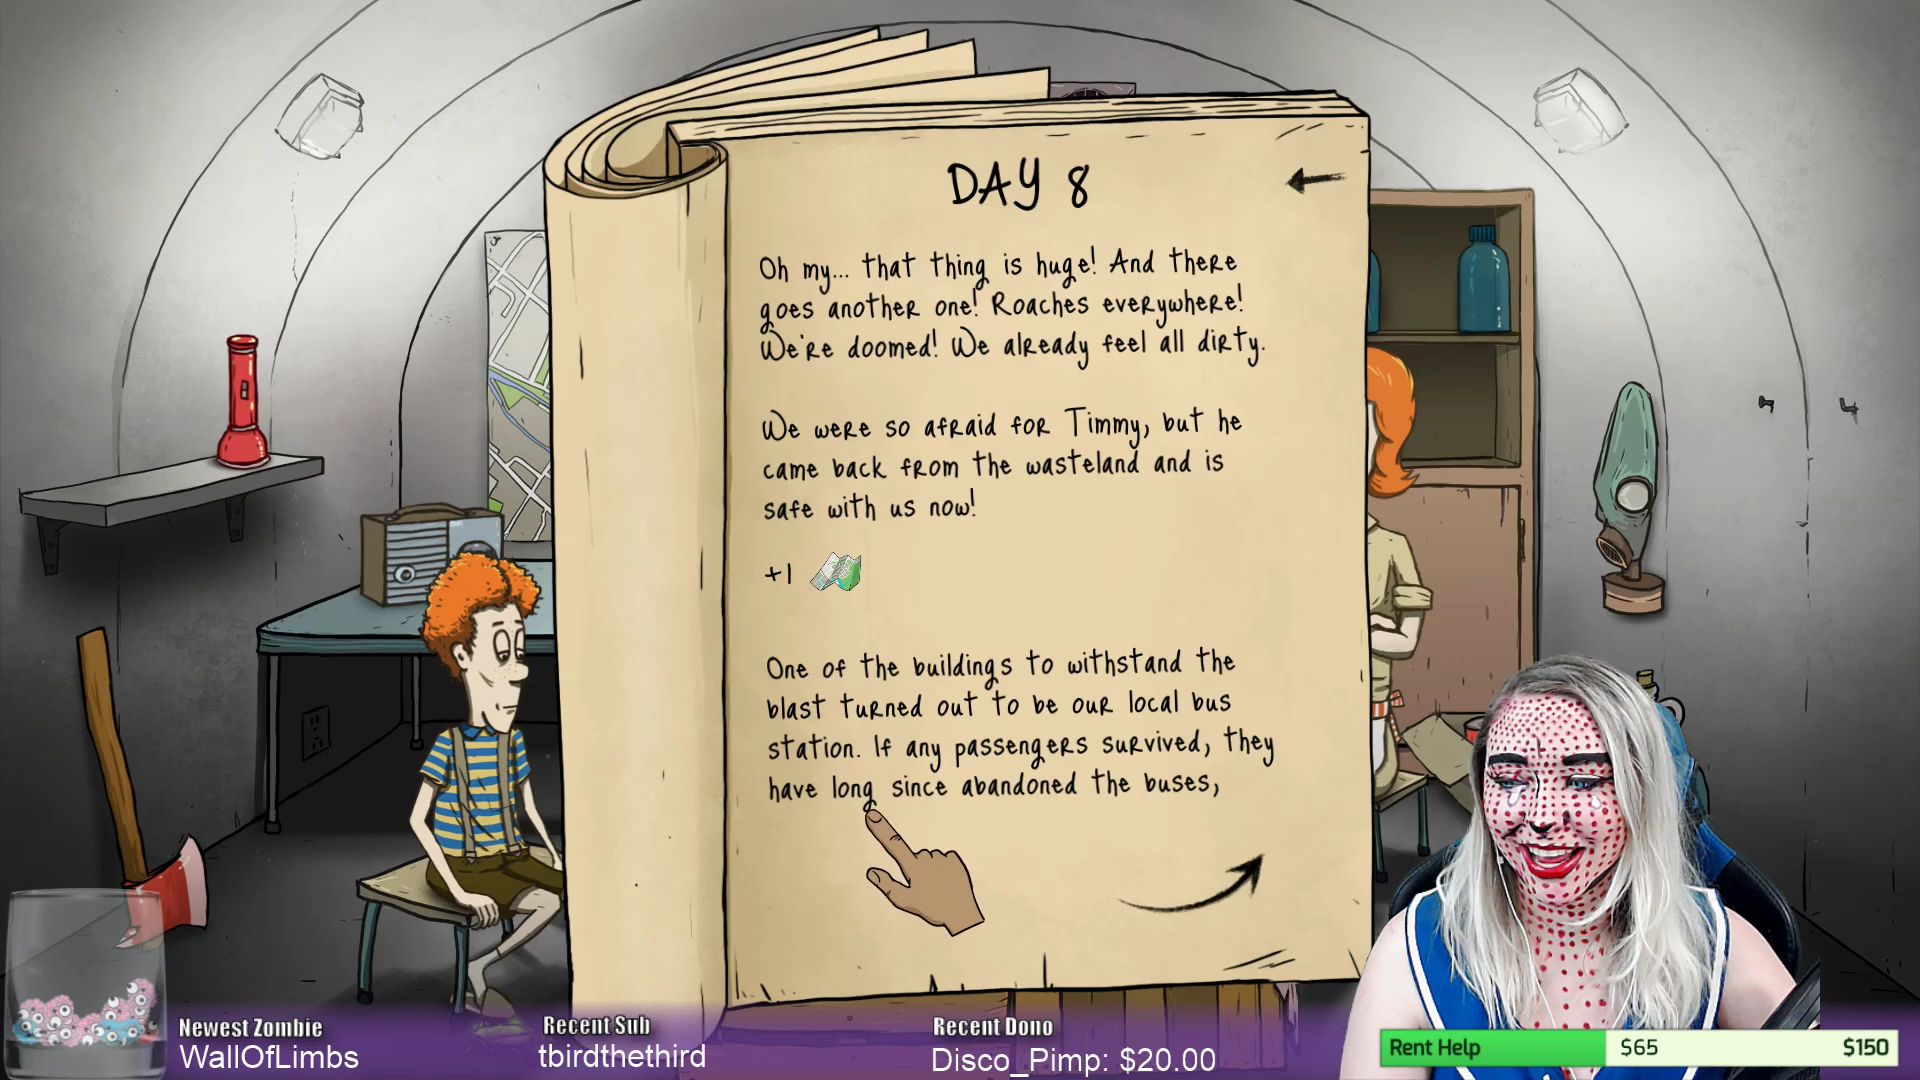 DAY 8
Oh my... that thing is huge! And there
goes another one! Roaches everywhere!
We're doomed! We already feel all dirty.
We were so afraid for Timmy, but he
came back from the wasteland and is
safe with us now!
+1
One of the buildings to withstand the
blast turned out to be our local bus
station. If any passengers survived, they
have long since abandoned the buses,
Newest Zombie
WallOfLimbs
Recent Sub
tbirdthethird
Recent Dono
Disco_Pimp: $20.00
Rent Help $65 $150